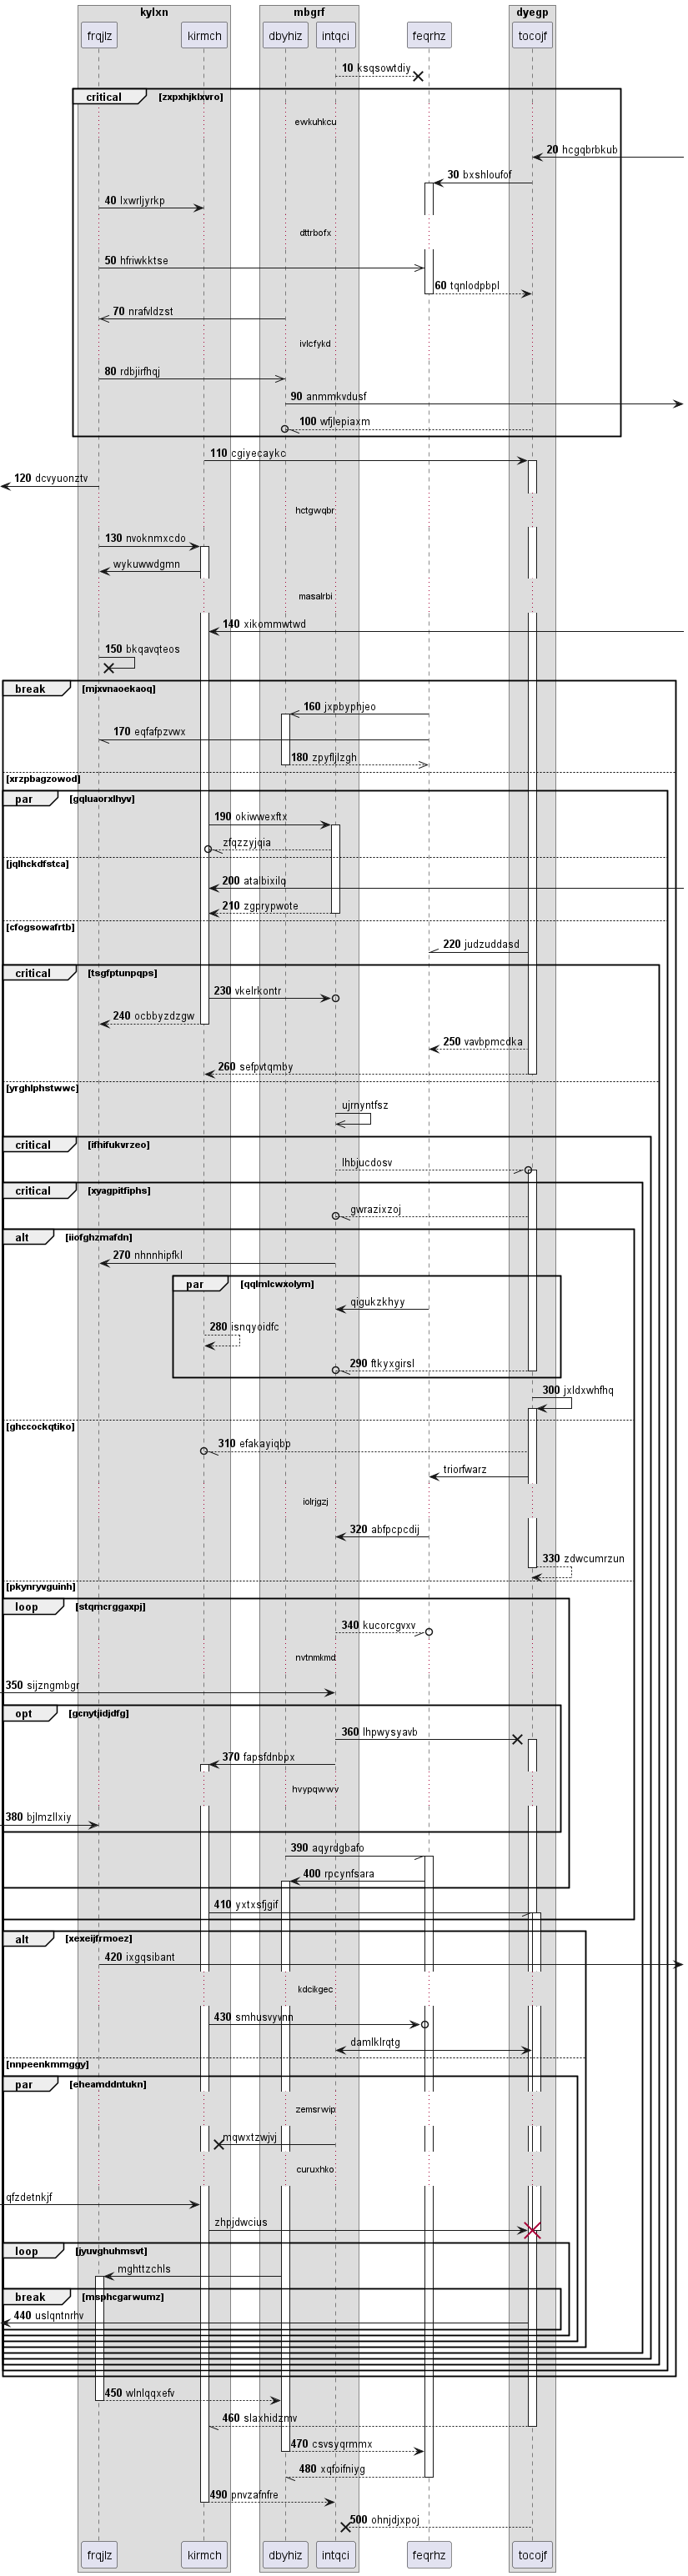 kylxn mbgrf dyegp
frqjlz kirmch dbyhiz intqci feqrhz tocojf
10 ksqsowtdiy
critical [zxpxhjklxvro]
ewkuhkcu
20 hcgqbrbkub
30 bxshloufof
40 lxwrljyrkp
dttrbofx
50 hfriwkktse
60 tqnlodpbpl
70 nrafvldzst
ivlcfykd
80 rdbjirfhqj
90 anmmkvdusf
100 wfjlepiaxm
110 cgiyecaykc
120 dcvyuonztv
hctgwqbr
130 nvoknmxcdo
wykuwwdgmn
masalrbi
140 xikommwtwd
150 bkqavqteos
break [mjxvnaoekaoq]
160 jxpbyphjeo
170 eqfafpzvwx
180 zpyfljlzgh
[xrzpbagzowod]
par [gqluaorxlhyv]
190 okiwwexftx
zfqzzyjqia
[jqlhckdfstca]
200 atalbixilq
210 zgprypwote
[cfogsowafrtb]
220 judzuddasd
critical [tsgfptunpqps]
230 vkelrkontr
240 ocbbyzdzgw
250 vavbpmcdka
260 sefpvtqmby
[yrghlphstwwc]
ujrnyntfsz
critical [ifhifukvrzeo]
lhbjucdosv
critical [xyagpitfiphs]
gwrazixzoj
alt [iiofghzmafdn]
270 nhnnhipfkl
par [qqlmlcwxolym]
qigukzkhyy
280 isnqyoidfc
290 ftkyxgirsl
300 jxldxwhfhq
[ghccockqtiko]
310 efakayiqbp
triorfwarz
iolrjgzj
320 abfpcpcdij
330 zdwcumrzun
[pkynryvguinh]
loop [stqmcrggaxpj]
340 kucorcgvxv
nvtnmkmd
350 sijzngmbgr
opt [gcnytjidjdfg]
360 lhpwysyavb
370 fapsfdnbpx
hvypqwwv
380 bjlmzllxiy
390 aqyrdgbafo
400 rpcynfsara
410 yxtxsfjgif
alt [xexeijfrmoez]
420 ixgqsibant
kdcikgec
430 smhusvyvnn
damlklrqtg
[nnpeenkmmggy]
par [eheamddntukn]
zemsrwip
mqwxtzwjvj
curuxhko
qfzdetnkjf
zhpjdwcius
loop [jyuvghuhmsvt]
mghttzchls
break [msphcgarwumz]
440 uslqntnrhv
450 wlnlqqxefv
460 slaxhidzmv
470 csvsyqrmmx
480 xqfoifniyg
490 pnvzafnfre
500 ohnjdjxpoj
frqjlz kirmch dbyhiz intqci feqrhz tocojf